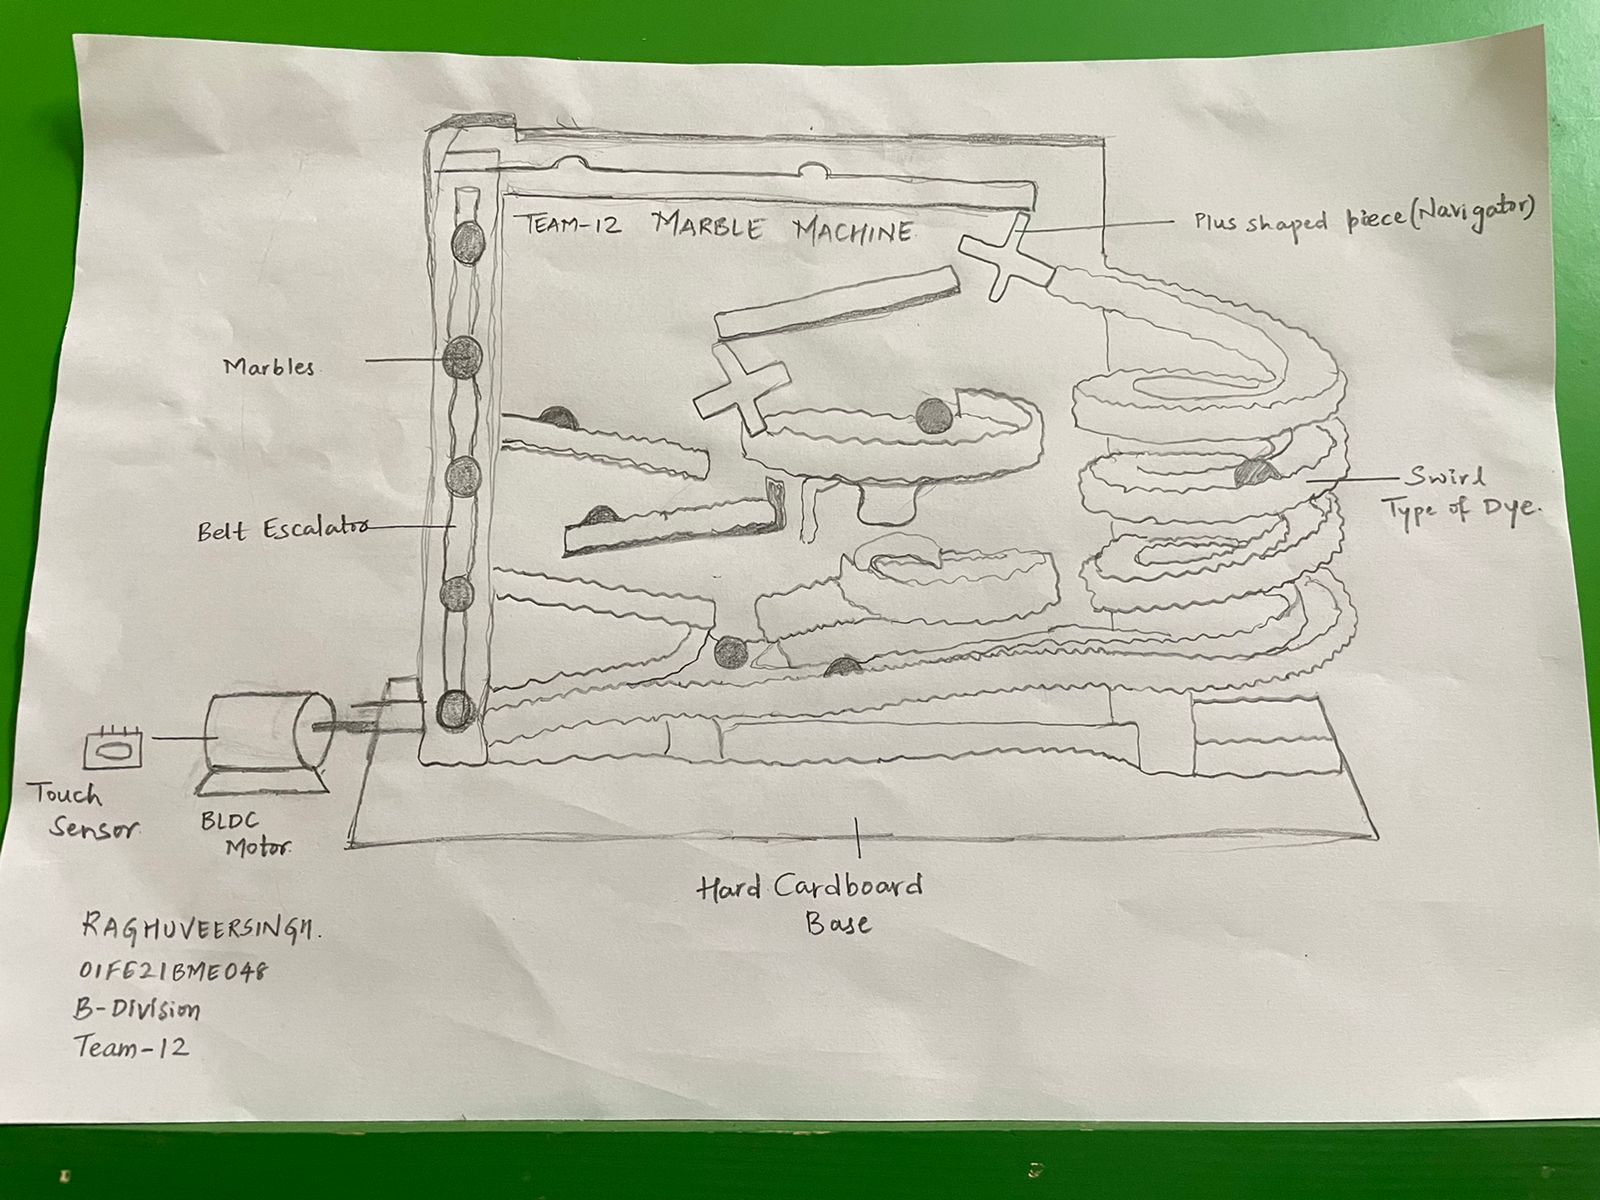 TEAM-12 MARBLE MACHINE
Plus shaped piece (Navigator)
Marbles
Belt Escalator
Swirl
Type of Dye.
Touch
Sensor
BLDC
Motor.
Hard Cardboard
Base
RAGHUVEERSINGH.
01FE21BME048
B-Division
Team-12